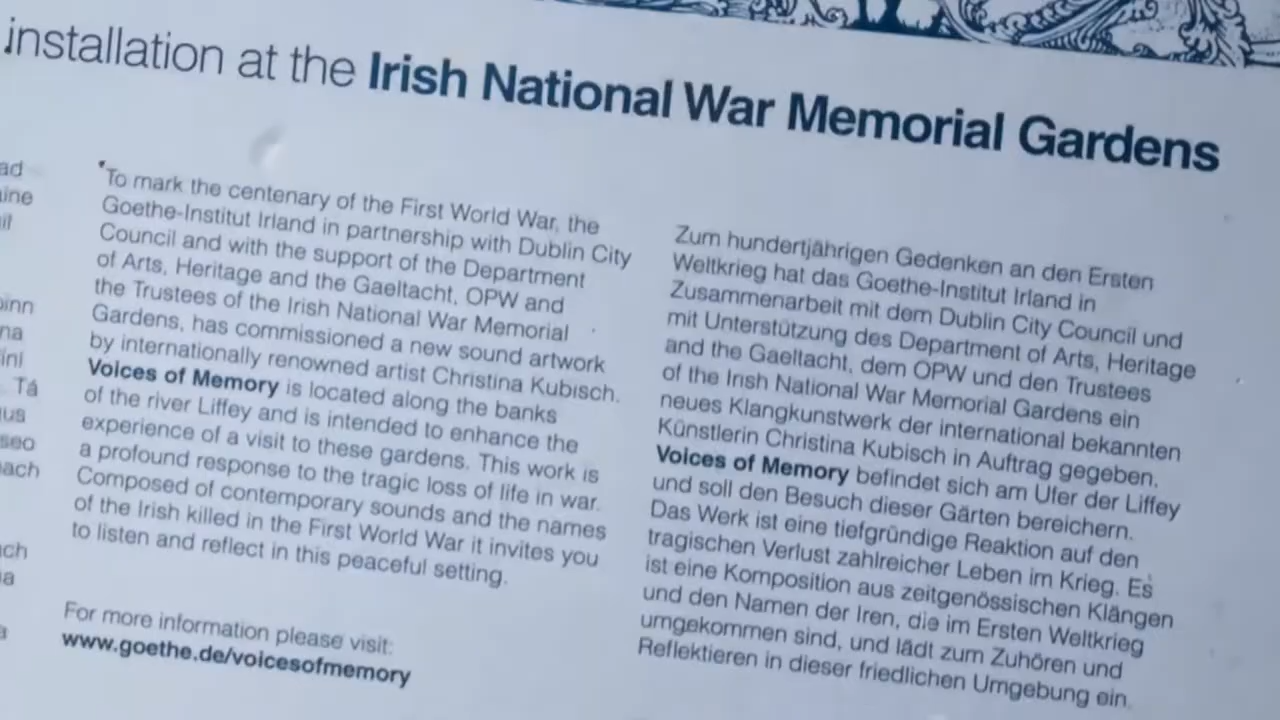 installation at the Irish National War Memorial Gardens
ad
aine
il
oinn
na
íní
Tá
gus
seo
ach
ach
a
a
To mark the centenary of the First World War, the
Goethe-Institut Irland in partnership with Dublin City
Council and with the support of the Department
of Arts, Heritage and the Gaeltacht, OPW and
the Trustees of the Irish National War Memorial
Gardens, has commissioned a new sound artwork
by internationally renowned artist Christina Kubisch.
Voices of Memory is located along the banks
of the river Liffey and is intended to enhance the
experience of a visit to these gardens. This work is
a profound response to the tragic loss of life in war.
Composed of contemporary sounds and the names
of the Irish killed in the First World War it invites you
to listen and reflect in this peaceful setting.
For more information please visit:
www.goethe.de/voicesofmemory
Zum hundertjährigen Gedenken an den Ersten
Weltkrieg hat das Goethe-Institut Irland in
Zusammenarbeit mit dem Dublin City Council und
mit Unterstützung des Department of Arts, Heritage
and the Gaeltacht, dem OPW und den Trustees
of the Irish National War Memorial Gardens ein
neues Klangkunstwerk der international bekannten
Künstlerin Christina Kubisch in Auftrag gegeben.
Voices of Memory befindet sich am Ufer der Liffey
und soll den Besuch dieser Gärten bereichern.
Das Werk ist eine tiefgründige Reaktion auf den
tragischen Verlust zahlreicher Leben im Krieg. Es
ist eine Komposition aus zeitgenössischen Klängen
und den Namen der Iren, die im Ersten Weltkrieg
umgekommen sind, und lädt zum Zuhören und
Reflektieren in dieser friedlichen Umgebung ein.